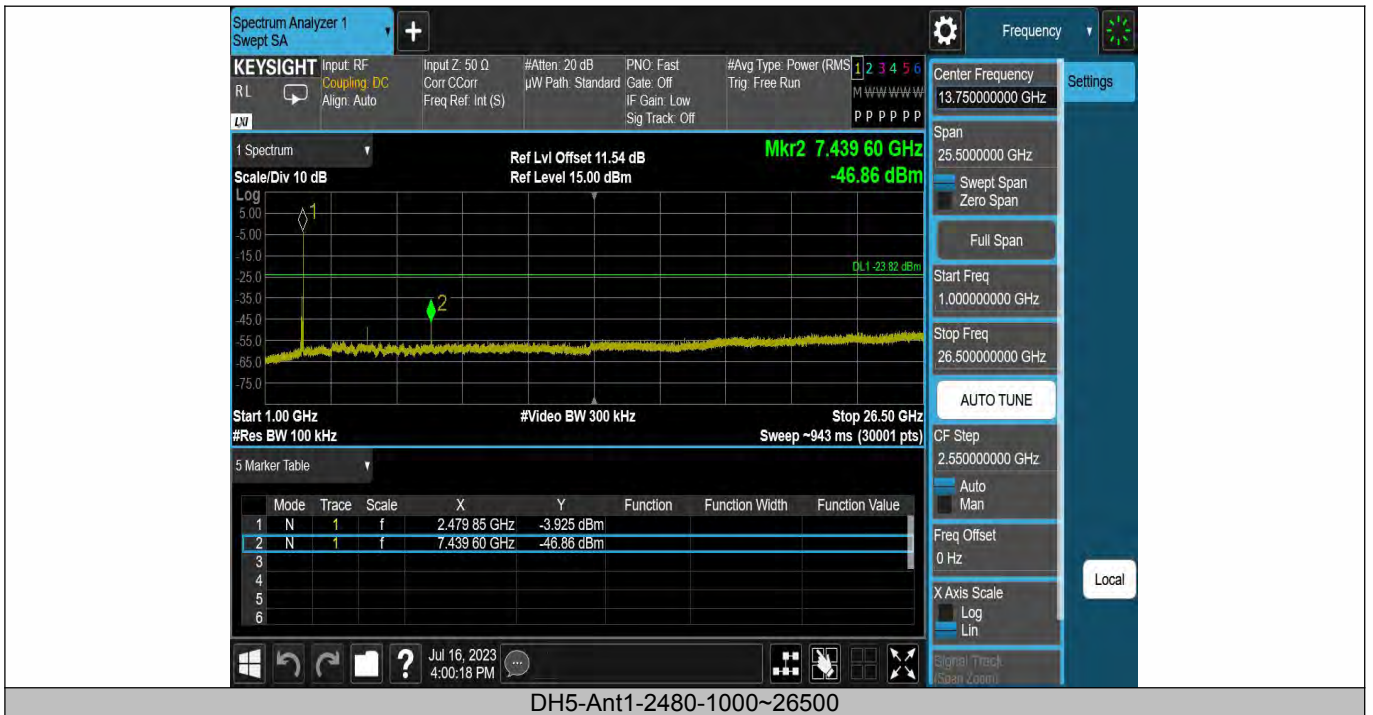 Spectrum Analyzer 1
Swept SA
+
Frequency
KEYSIGHT
RL
LXI
Input: RF
Coupling: DC
Align: Auto
Input Z: 50 Ω
Corr CCorr
Freq Ref: Int (S)
#Atten: 20 dB
µW Path: Standard
PNO: Fast
Gate: Off
IF Gain: Low
Sig Track: Off
#Avg Type: Power (RMS
Trig: Free Run
1 2 3 4 5 6
M W W W W W
P P P P P P
1 Spectrum
Scale/Div 10 dB
Ref Lvl Offset 11.54 dB
Ref Level 15.00 dBm
Mkr2 7.439 60 GHz
-46.86 dBm
Log
5.00
-5.00
-15.0
-25.0
-35.0
-45.0
-55.0
-65.0
-75.0
1
2
DL1 -23.82 dBm
Start 1.00 GHz
#Video BW 300 kHz
Stop 26.50 GHz
#Res BW 100 kHz
Sweep ~943 ms (30001 pts)
5 Marker Table
Mode Trace Scale X Y Function Function Width Function Value
1 N 1 f 2.479 85 GHz -3.925 dBm
2 N 1 f 7.439 60 GHz -46.86 dBm
3
4
5
6
?
Jul 16, 2023
4:00:18 PM
Center Frequency
13.750000000 GHz
Settings
Span
25.5000000 GHz
Swept Span
Zero Span
Full Span
Start Freq
1.000000000 GHz
Stop Freq
26.500000000 GHz
AUTO TUNE
CF Step
2.550000000 GHz
Auto
Man
Freq Offset
0 Hz
X Axis Scale
Log
Lin
Signal Track
(Span Zoom)
Local
DH5-Ant1-2480-1000~26500